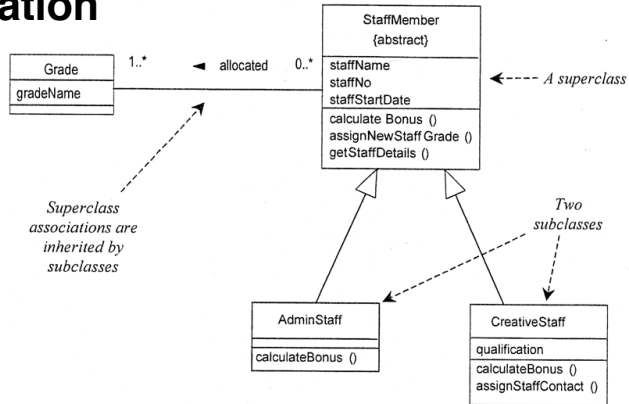 ation
StaffMember
{abstract}
staffName
staffNo
staffStartDate
calculate Bonus ()
assignNewStaff Grade ()
getStaffDetails ()
Grade
gradeName
1..*
◄ allocated
0..*
A superclass
Superclass
associations are
inherited by
subclasses
Two
subclasses
AdminStaff
calculateBonus ()
CreativeStaff
qualification
calculateBonus ()
assignStaffContact ()